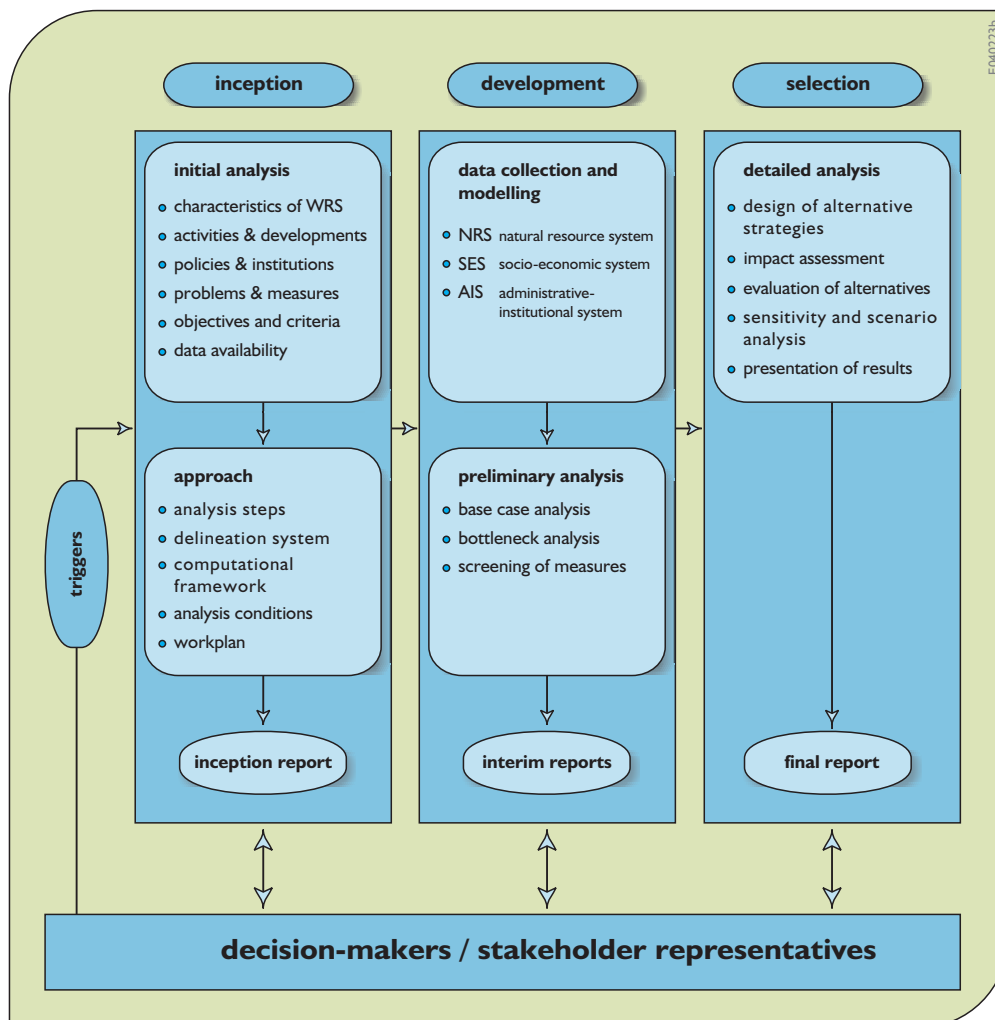 E040223b
inception
development
selection
initial analysis
characteristics of WRS
activities & developments
policies & institutions
problems & measures
objectives and criteria
data availability
approach
analysis steps
delineation system
computational
framework
analysis conditions
workplan
inception report
data collection and
modelling
NRS natural resource system
SES socio-economic system
AIS administrative-
institutional system
preliminary analysis
base case analysis
bottleneck analysis
screening of measures
interim reports
detailed analysis
design of alternative
strategies
impact assessment
evaluation of alternatives
sensitivity and scenario
analysis
presentation of results
final report
triggers
decision-makers / stakeholder representatives